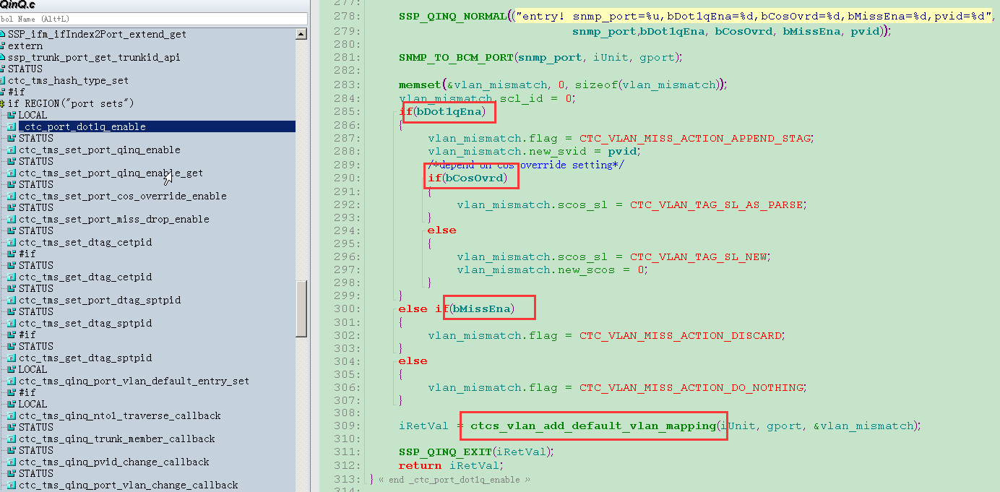 QinQ.c
bol Name (Alt+L)
SSP_ifm_ifIndex2Port_extend_get
extern
ssp_trunk_port_get_trunkid_api
STATUS
ctc_tms_hash_type_set
#if
if REGION("port sets")
LOCAL
_ctc_port_dot1q_enable
STATUS
ctc_tms_set_port_qinq_enable
STATUS
ctc_tms_set_port_qinq_enable_get
STATUS
ctc_tms_set_port_cos_override_enable
STATUS
ctc_tms_set_port_miss_drop_enable
STATUS
ctc_tms_set_dtag_cetpid
#if
STATUS
ctc_tms_get_dtag_cetpid
STATUS
ctc_tms_set_port_dtag_sptpid
STATUS
ctc_tms_set_dtag_sptpid
#if
STATUS
ctc_tms_get_dtag_sptpid
LOCAL
ctc_tms_qinq_port_vlan_default_entry_set
#if
LOCAL
ctc_tms_qinq_nto1_traverse_callback
STATUS
ctc_tms_qinq_trunk_member_callback
STATUS
ctc_tms_qinq_pvid_change_callback
STATUS
ctc_tms_qinq_port_vlan_change_callback
277:
278: SSP_QINQ_NORMAL(("entry! snmp_port=%u,bDot1qEna=%d,bCosOvrd=%d,bMissEna=%d,pvid=%d",
279: snmp_port,bDot1qEna, bCosOvrd, bMissEna, pvid));
280:
281: SNMP_TO_BCM_PORT(snmp_port, iUnit, gport);
282:
283: memset(&vlan_mismatch, 0, sizeof(vlan_mismatch));
284: vlan_mismatch.scl_id = 0;
285: if(bDot1qEna)
286: {
287: vlan_mismatch.flag = CTC_VLAN_MISS_ACTION_APPEND_STAG;
288: vlan_mismatch.new_svid = pvid;
289: /*depend on cos override setting*/
290: if(bCosOvrd)
291: {
292: vlan_mismatch.scos_sl = CTC_VLAN_TAG_SL_AS_PARSE;
293: }
294: else
295: {
296: vlan_mismatch.scos_sl = CTC_VLAN_TAG_SL_NEW;
297: vlan_mismatch.new_scos = 0;
298: }
299: }
300: else if(bMissEna)
301: {
302: vlan_mismatch.flag = CTC_VLAN_MISS_ACTION_DISCARD;
303: }
304: else
305: {
306: vlan_mismatch.flag = CTC_VLAN_MISS_ACTION_DO_NOTHING;
307: }
308:
309: iRetVal = ctcs_vlan_add_default_vlan_mapping(iUnit, gport, &vlan_mismatch);
310:
311: SSP_QINQ_EXIT(iRetVal);
312: return iRetVal;
313: } « end _ctc_port_dot1q_enable »
314: